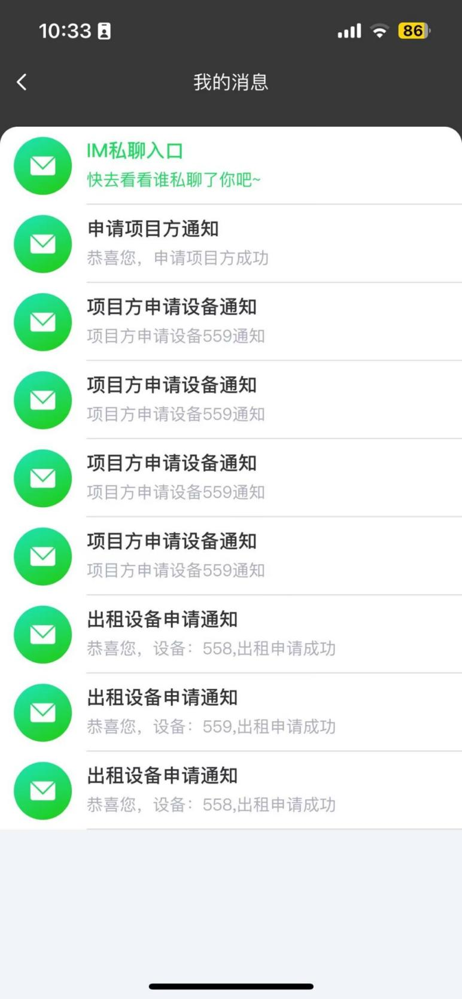 10:33
86
我的消息
IM私聊入口
快去看看谁私聊了你吧~
申请项目方通知
恭喜您，申请项目方成功
项目方申请设备通知
项目方申请设备559通知
项目方申请设备通知
项目方申请设备559通知
项目方申请设备通知
项目方申请设备559通知
项目方申请设备通知
项目方申请设备559通知
出租设备申请通知
恭喜您，设备：558,出租申请成功
出租设备申请通知
恭喜您，设备：559,出租申请成功
出租设备申请通知
恭喜您，设备：558,出租申请成功